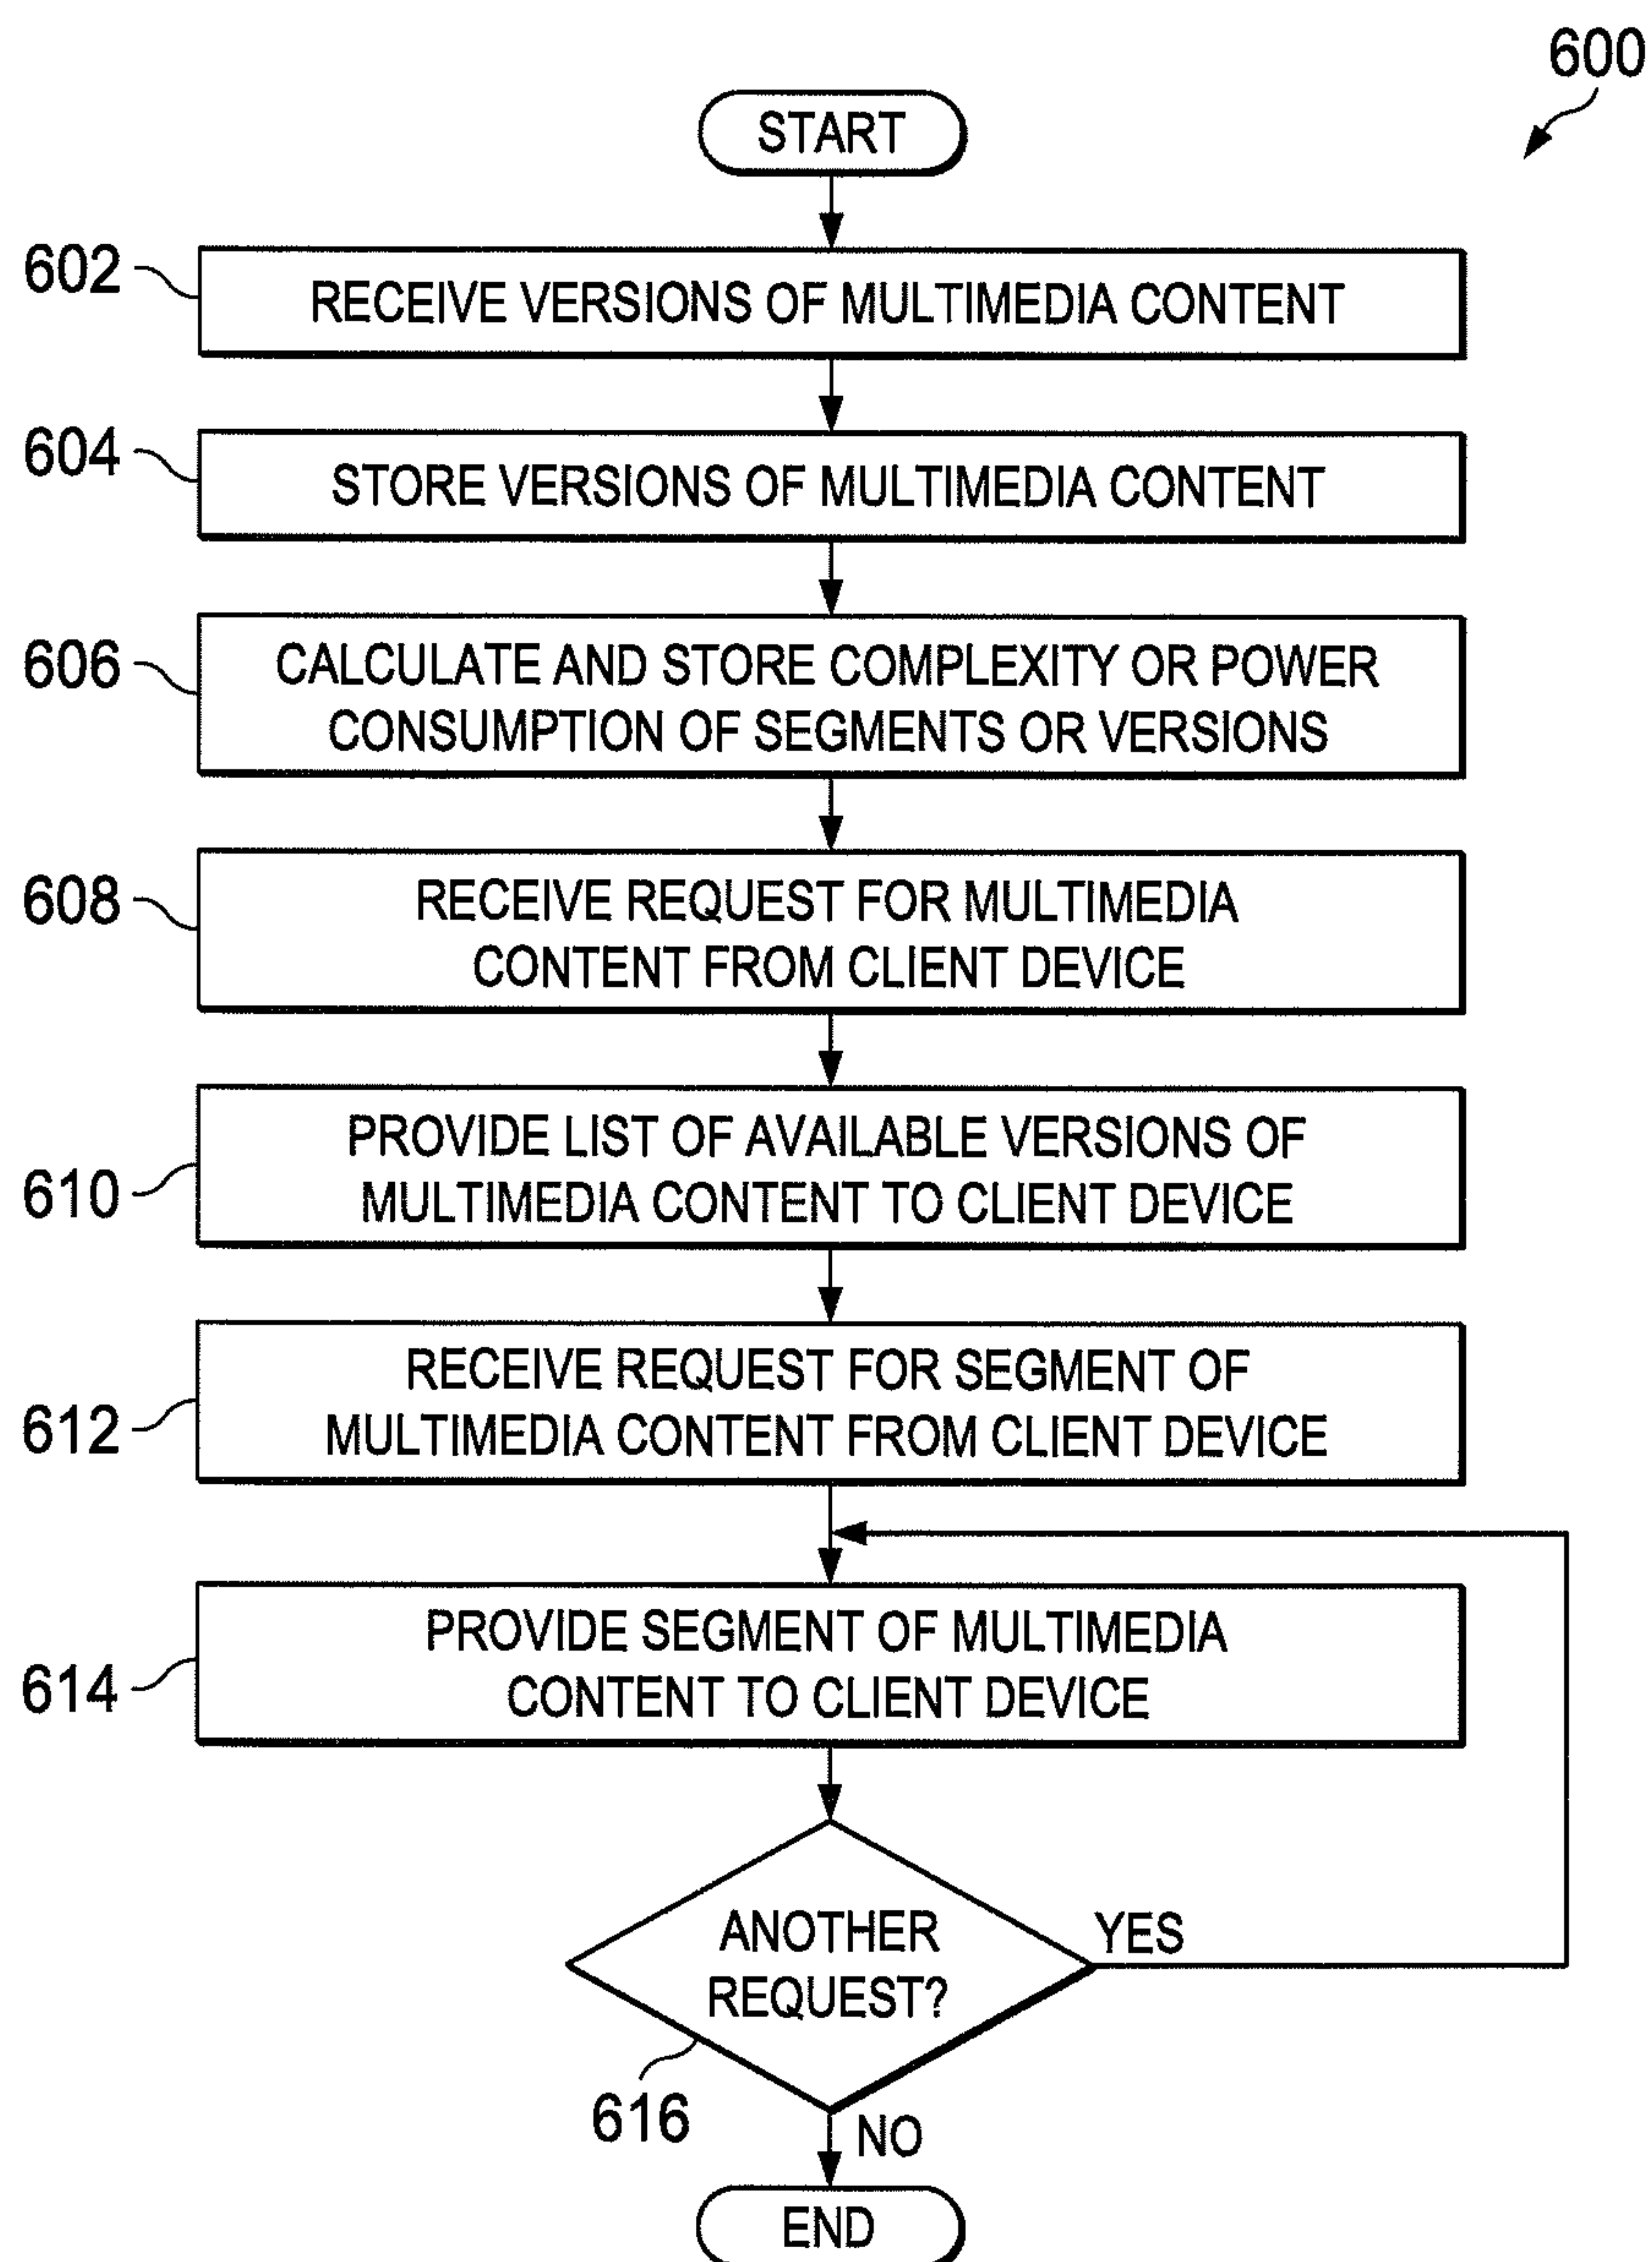 600
START
602
RECEIVE VERSIONS OF MULTIMEDIA CONTENT
604
STORE VERSIONS OF MULTIMEDIA CONTENT
606
CALCULATE AND STORE COMPLEXITY OR POWER
CONSUMPTION OF SEGMENTS OR VERSIONS
608
RECEIVE REQUEST FOR MULTIMEDIA
CONTENT FROM CLIENT DEVICE
610
PROVIDE LIST OF AVAILABLE VERSIONS OF
MULTIMEDIA CONTENT TO CLIENT DEVICE
612
RECEIVE REQUEST FOR SEGMENT OF
MULTIMEDIA CONTENT FROM CLIENT DEVICE
614
PROVIDE SEGMENT OF MULTIMEDIA
CONTENT TO CLIENT DEVICE
ANOTHER
REQUEST?
YES
616
NO
END